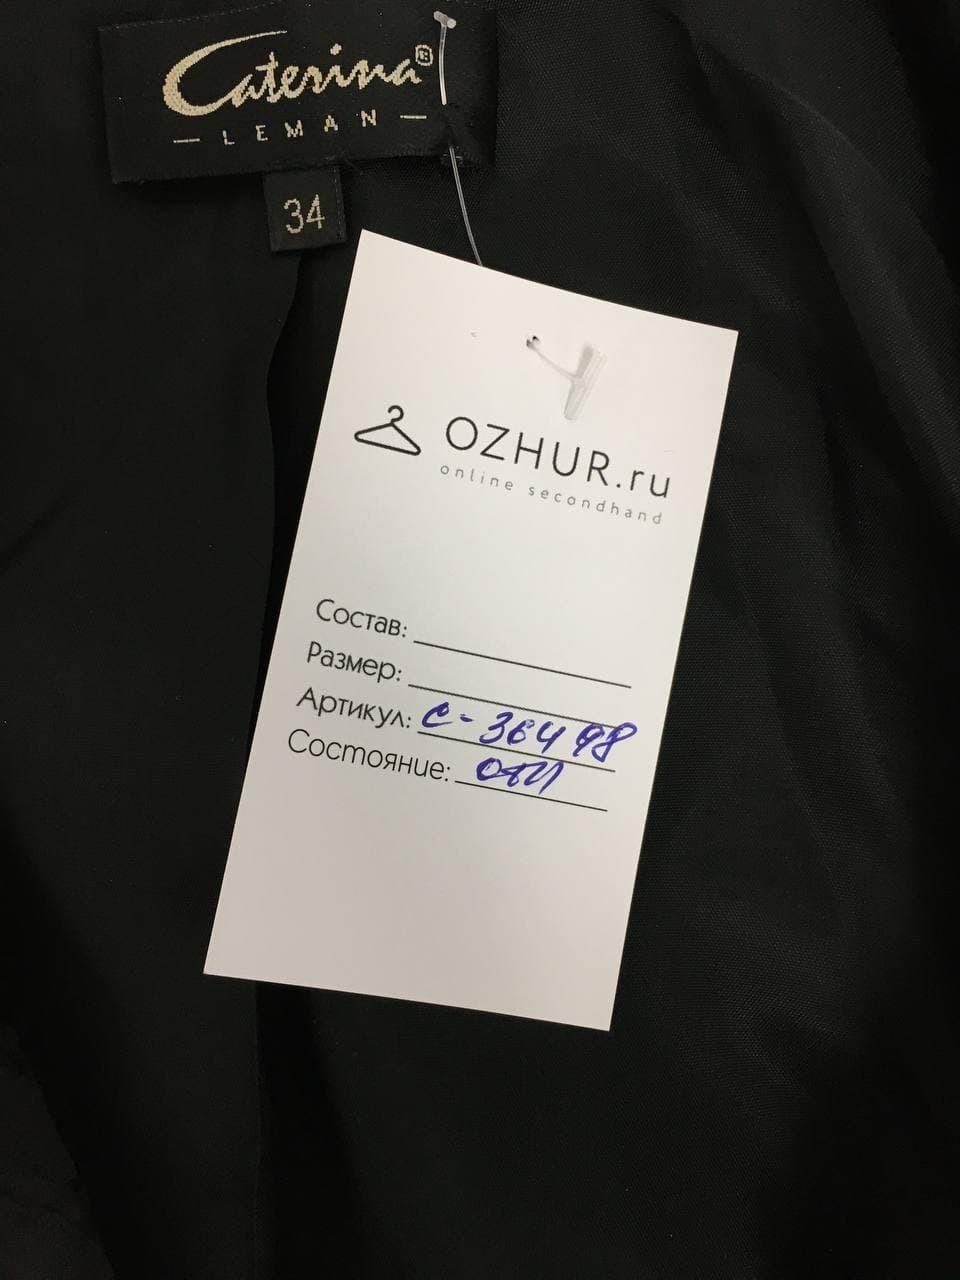 Caterina®
— LEMAN —
34
OZHUR.ru
online secondhand
Состав:
Размер:
Артикул: С-36498
Состояние: отл